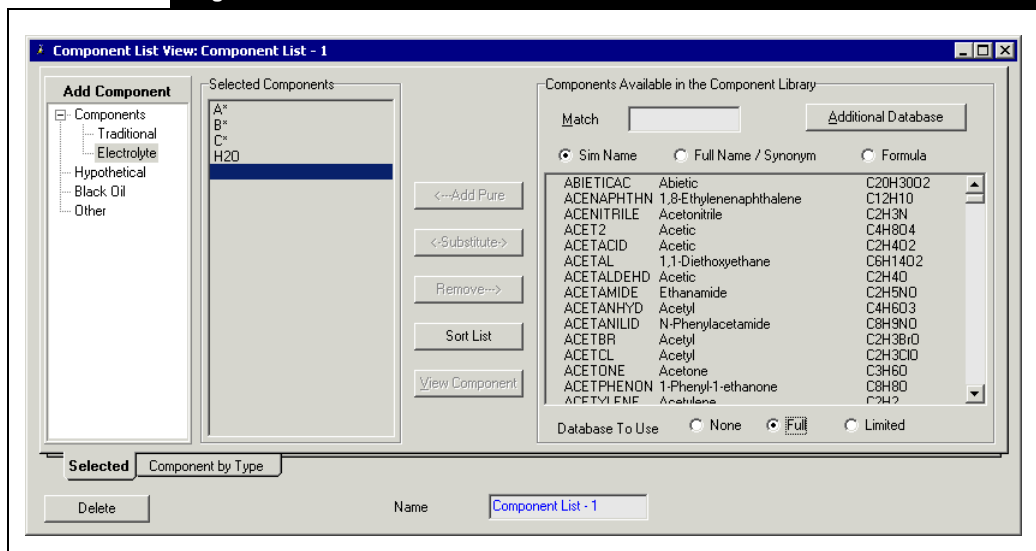 Component List View: Component List - 1
Add Component
Components
Traditional
Electrolyte
Hypothetical
Black Oil
Other
Selected Components
A*
B*
C*
H2O
<---Add Pure
<-Substitute->
Remove--->
Sort List
View Component
Components Available in the Component Library
Match
Additional Database
Sim Name Full Name / Synonym Formula
ABIETICAC Abietic C20H30O2
ACENAPHTHN 1,8-Ethylenenaphthalene C12H10
ACENITRILE Acetonitrile C2H3N
ACET2 Acetic C4H8O4
ACETACID Acetic C2H4O2
ACETAL 1,1-Diethoxyethane C6H14O2
ACETALDEHD Acetic C2H4O
ACETAMIDE Ethanamide C2H5NO
ACETANHYD Acetyl C4H6O3
ACETANILID N-Phenylacetamide C8H9NO
ACETBR Acetyl C2H3BrO
ACETCL Acetyl C2H3ClO
ACETONE Acetone C3H6O
ACETPHENON 1-Phenyl-1-ethanone C8H8O
ACETYLENE Acetylene C2H2
Database To Use None Full Limited
Selected Component by Type
Delete
Name Component List - 1